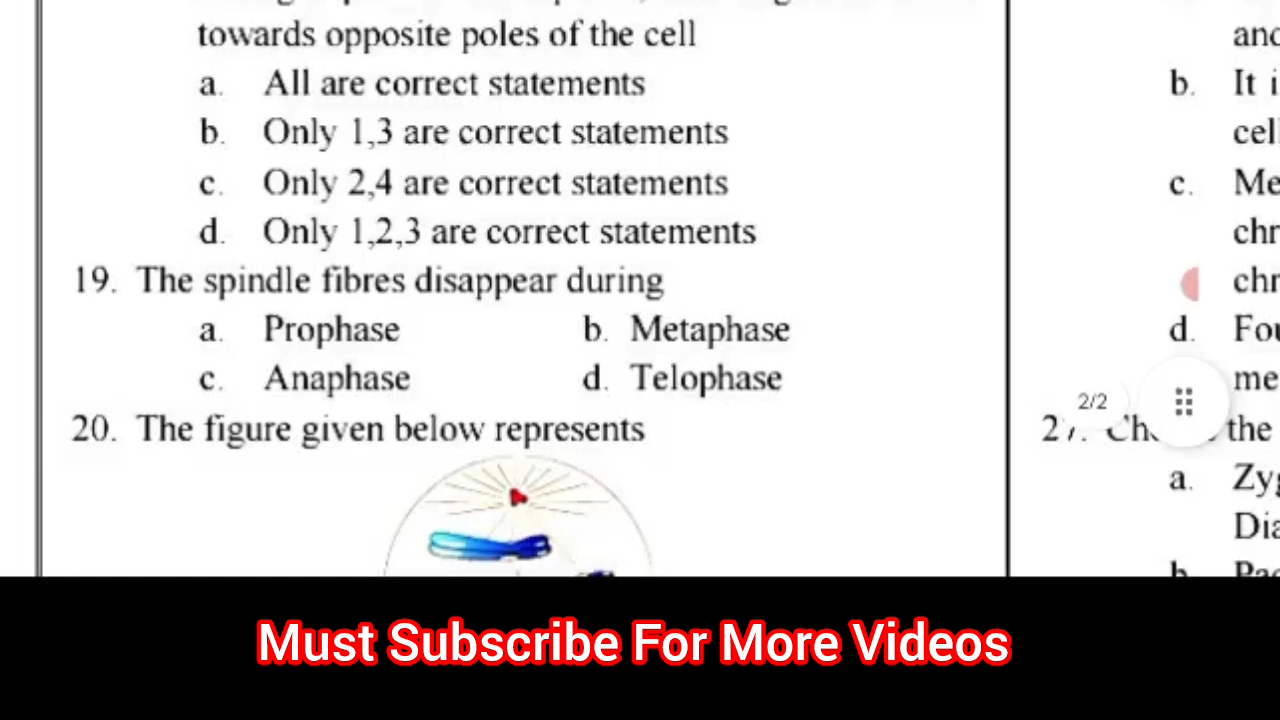 towards opposite poles of the cell
a. All are correct statements
b. Only 1,3 are correct statements
c. Only 2,4 are correct statements
d. Only 1,2,3 are correct statements
19. The spindle fibres disappear during
a. Prophase b. Metaphase
c. Anaphase d. Telophase
20. The figure given below represents
b. It
c.
d.
2/2
the
a.
Must Subscribe For More Videos